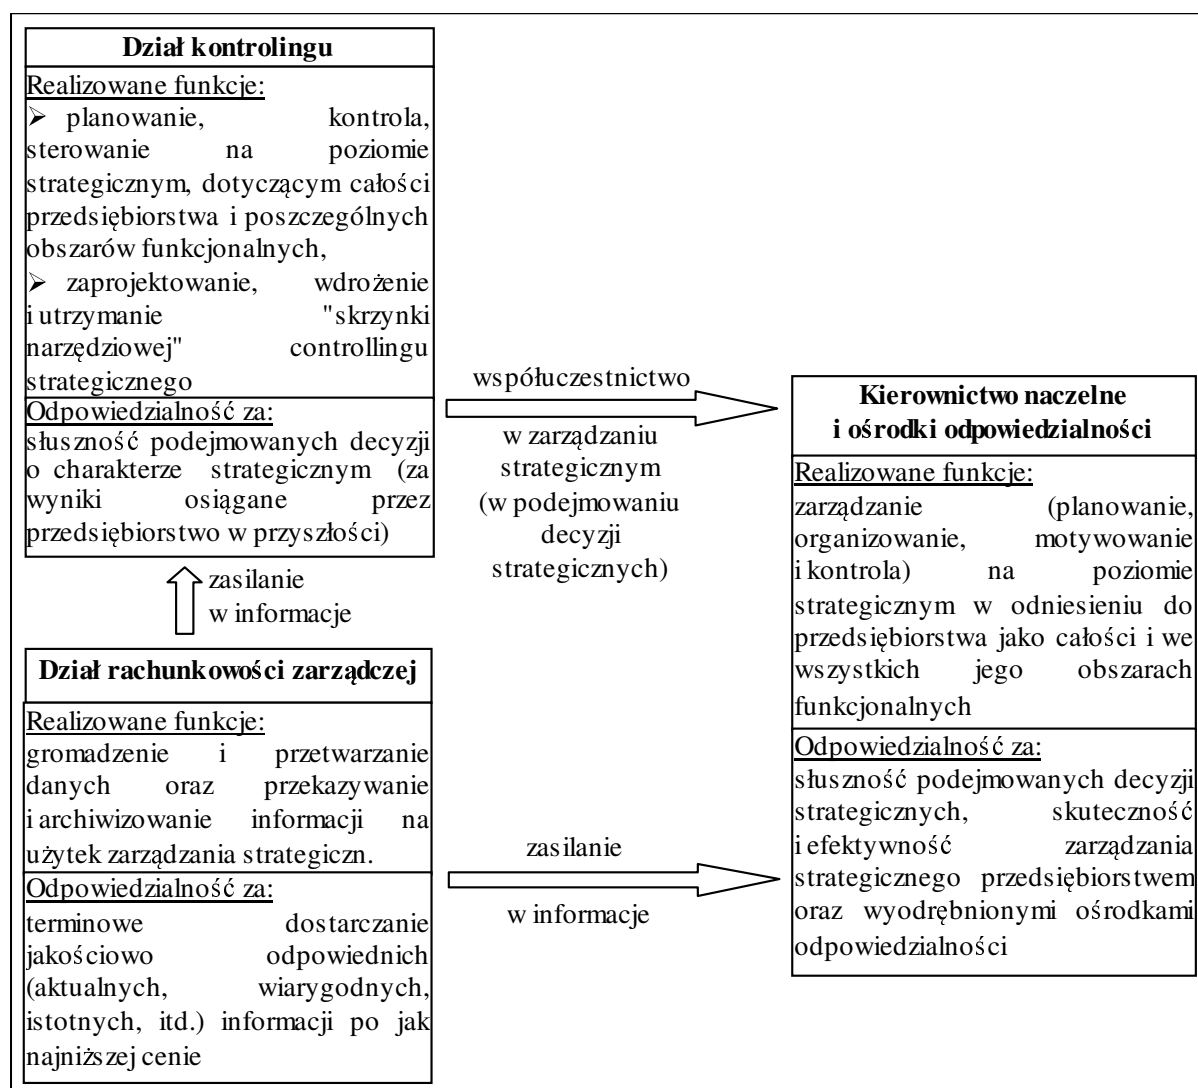 Dział kontrolingu
Realizowane funkcje:
➢ planowanie, kontrola,
sterowanie na poziomie
strategicznym, dotyczącym całości
przedsiębiorstwa i poszczególnych
obszarów funkcjonalnych,
➢ zaprojektowanie, wdrożenie
i utrzymanie "skrzynki
narzędziowej" controllingu
strategicznego
Odpowiedzialność za:
słuszność podejmowanych decyzji
o charakterze strategicznym (za
wyniki osiągane przez
przedsiębiorstwo w przyszłości)
zasilanie
w informacje
Dział rachunkowości zarządczej
Realizowane funkcje:
gromadzenie i przetwarzanie
danych oraz przekazywanie
i archiwizowanie informacji na
użytek zarządzania strategiczn.
Odpowiedzialność za:
terminowe dostarczanie
jakościowo odpowiednich
(aktualnych, wiarygodnych,
istotnych, itd.) informacji po jak
najniższej cenie
współuczestnictwo
w zarządzaniu
strategicznym
(w podejmowaniu
decyzji
strategicznych)
zasilanie
w informacje
Kierownictwo naczelne
i ośrodki odpowiedzialności
Realizowane funkcje:
zarządzanie (planowanie,
organizowanie, motywowanie
i kontrola) na poziomie
strategicznym w odniesieniu do
przedsiębiorstwa jako całości i we
wszystkich jego obszarach
funkcjonalnych
Odpowiedzialność za:
słuszność podejmowanych decyzji
strategicznych, skuteczność
i efektywność zarządzania
strategicznego przedsiębiorstwem
oraz wyodrębnionymi ośrodkami
odpowiedzialności